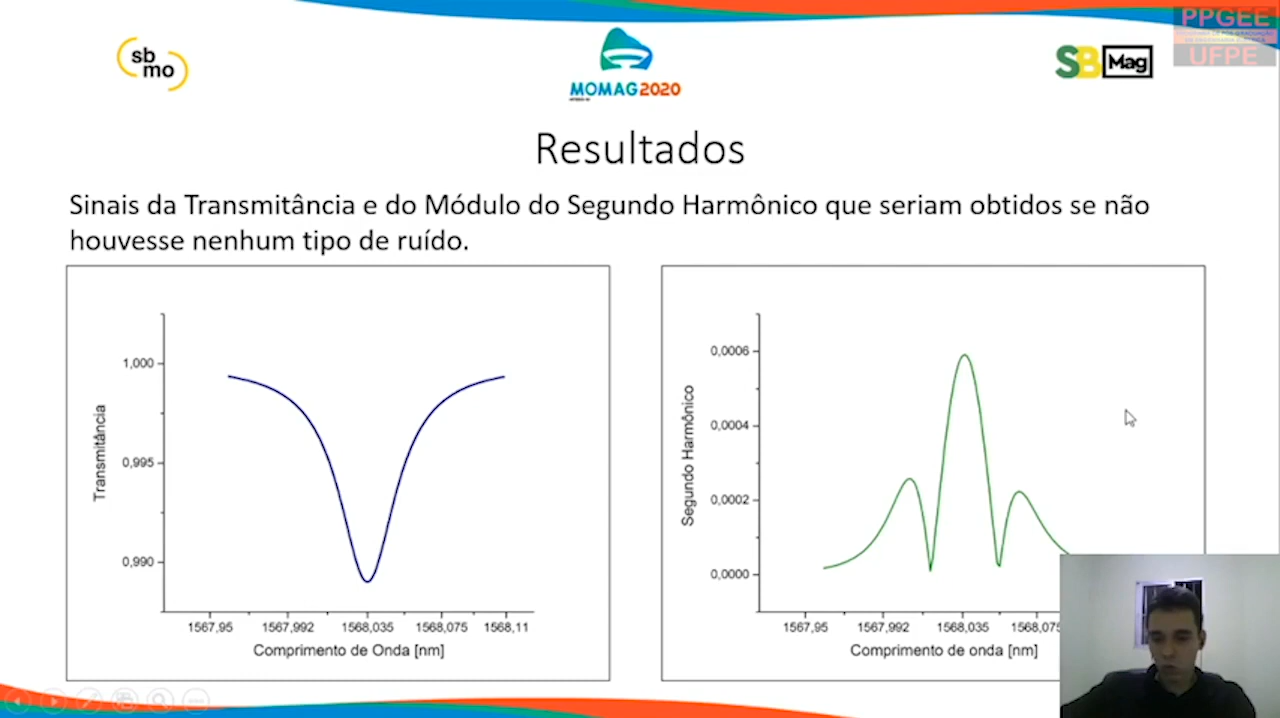 PPGEE
UFPE
sb
mo
MOMAG2020
SBMag
Resultados
Sinais da Transmitância e do Módulo do Segundo Harmônico que seriam obtidos se não
houvesse nenhum tipo de ruído.
Transmitância
1,000
0,995
0,990
1567,95 1567,992 1568,035 1568,075 1568,11
Comprimento de Onda [nm]
Segundo Harmônico
0,0006
0,0004
0,0002
0,0000
1567,95 1567,992 1568,035 1568,075
Comprimento de onda [nm]